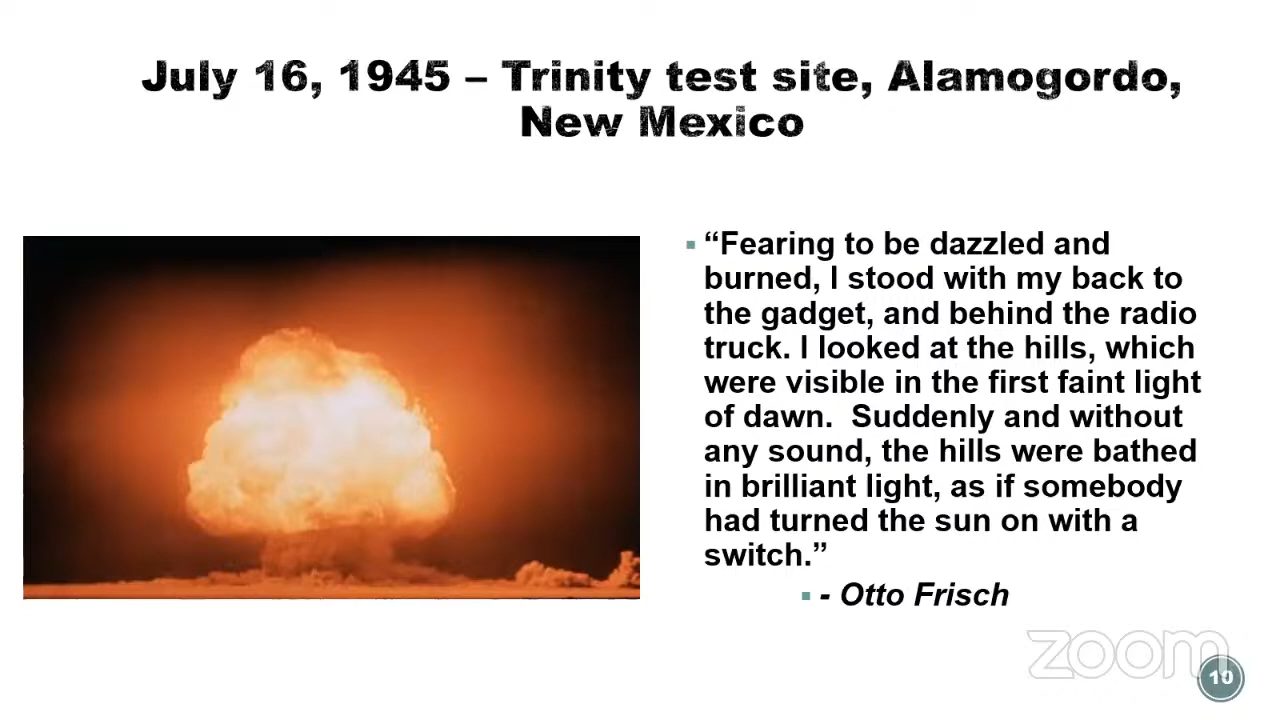 July 16, 1945 – Trinity test site, Alamogordo,
New Mexico
“Fearing to be dazzled and
burned, I stood with my back to
the gadget, and behind the radio
truck. I looked at the hills, which
were visible in the first faint light
of dawn.  Suddenly and without
any sound, the hills were bathed
in brilliant light, as if somebody
had turned the sun on with a
switch.”
- Otto Frisch
zoom
10